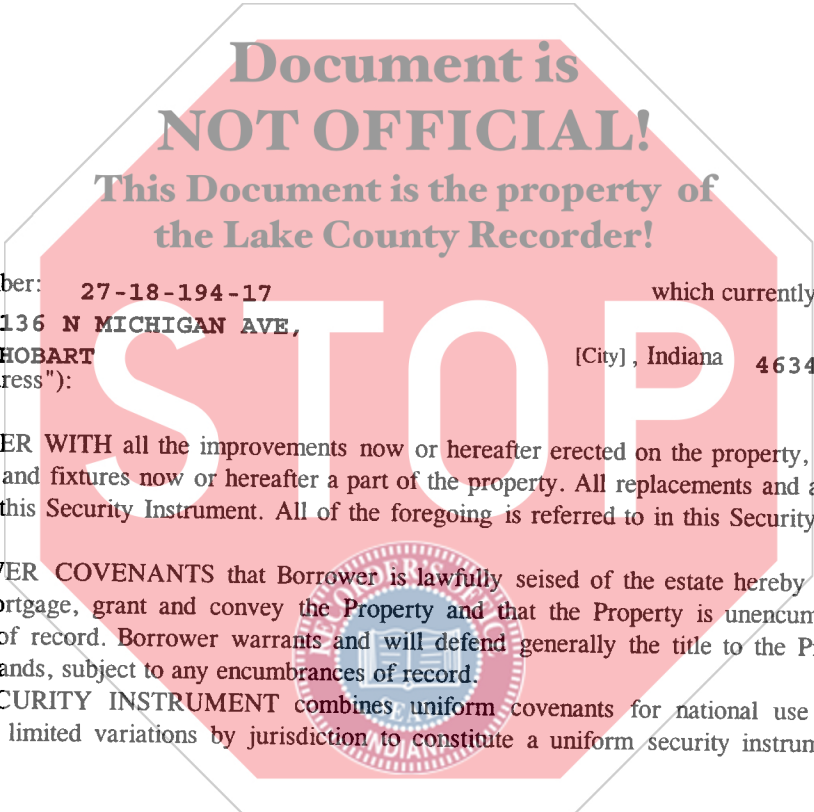 Document is
NOT OFFICIAL!
This Document is the property of
the Lake County Recorder!
ber: 27-18-194-17 which currently
136 N MICHIGAN AVE,
HOBART [City] , Indiana 4634
ress"):
STOP
ER WITH all the improvements now or hereafter erected on the property,
and fixtures now or hereafter a part of the property. All replacements and a
this Security Instrument. All of the foregoing is referred to in this Security
ER COVENANTS that Borrower is lawfully seised of the estate hereby
ortgage, grant and convey the Property and that the Property is unencum
of record. Borrower warrants and will defend generally the title to the P
ands, subject to any encumbrances of record.
CURITY INSTRUMENT combines uniform covenants for national use
limited variations by jurisdiction to constitute a uniform security instrum
SEAL
INDIANA